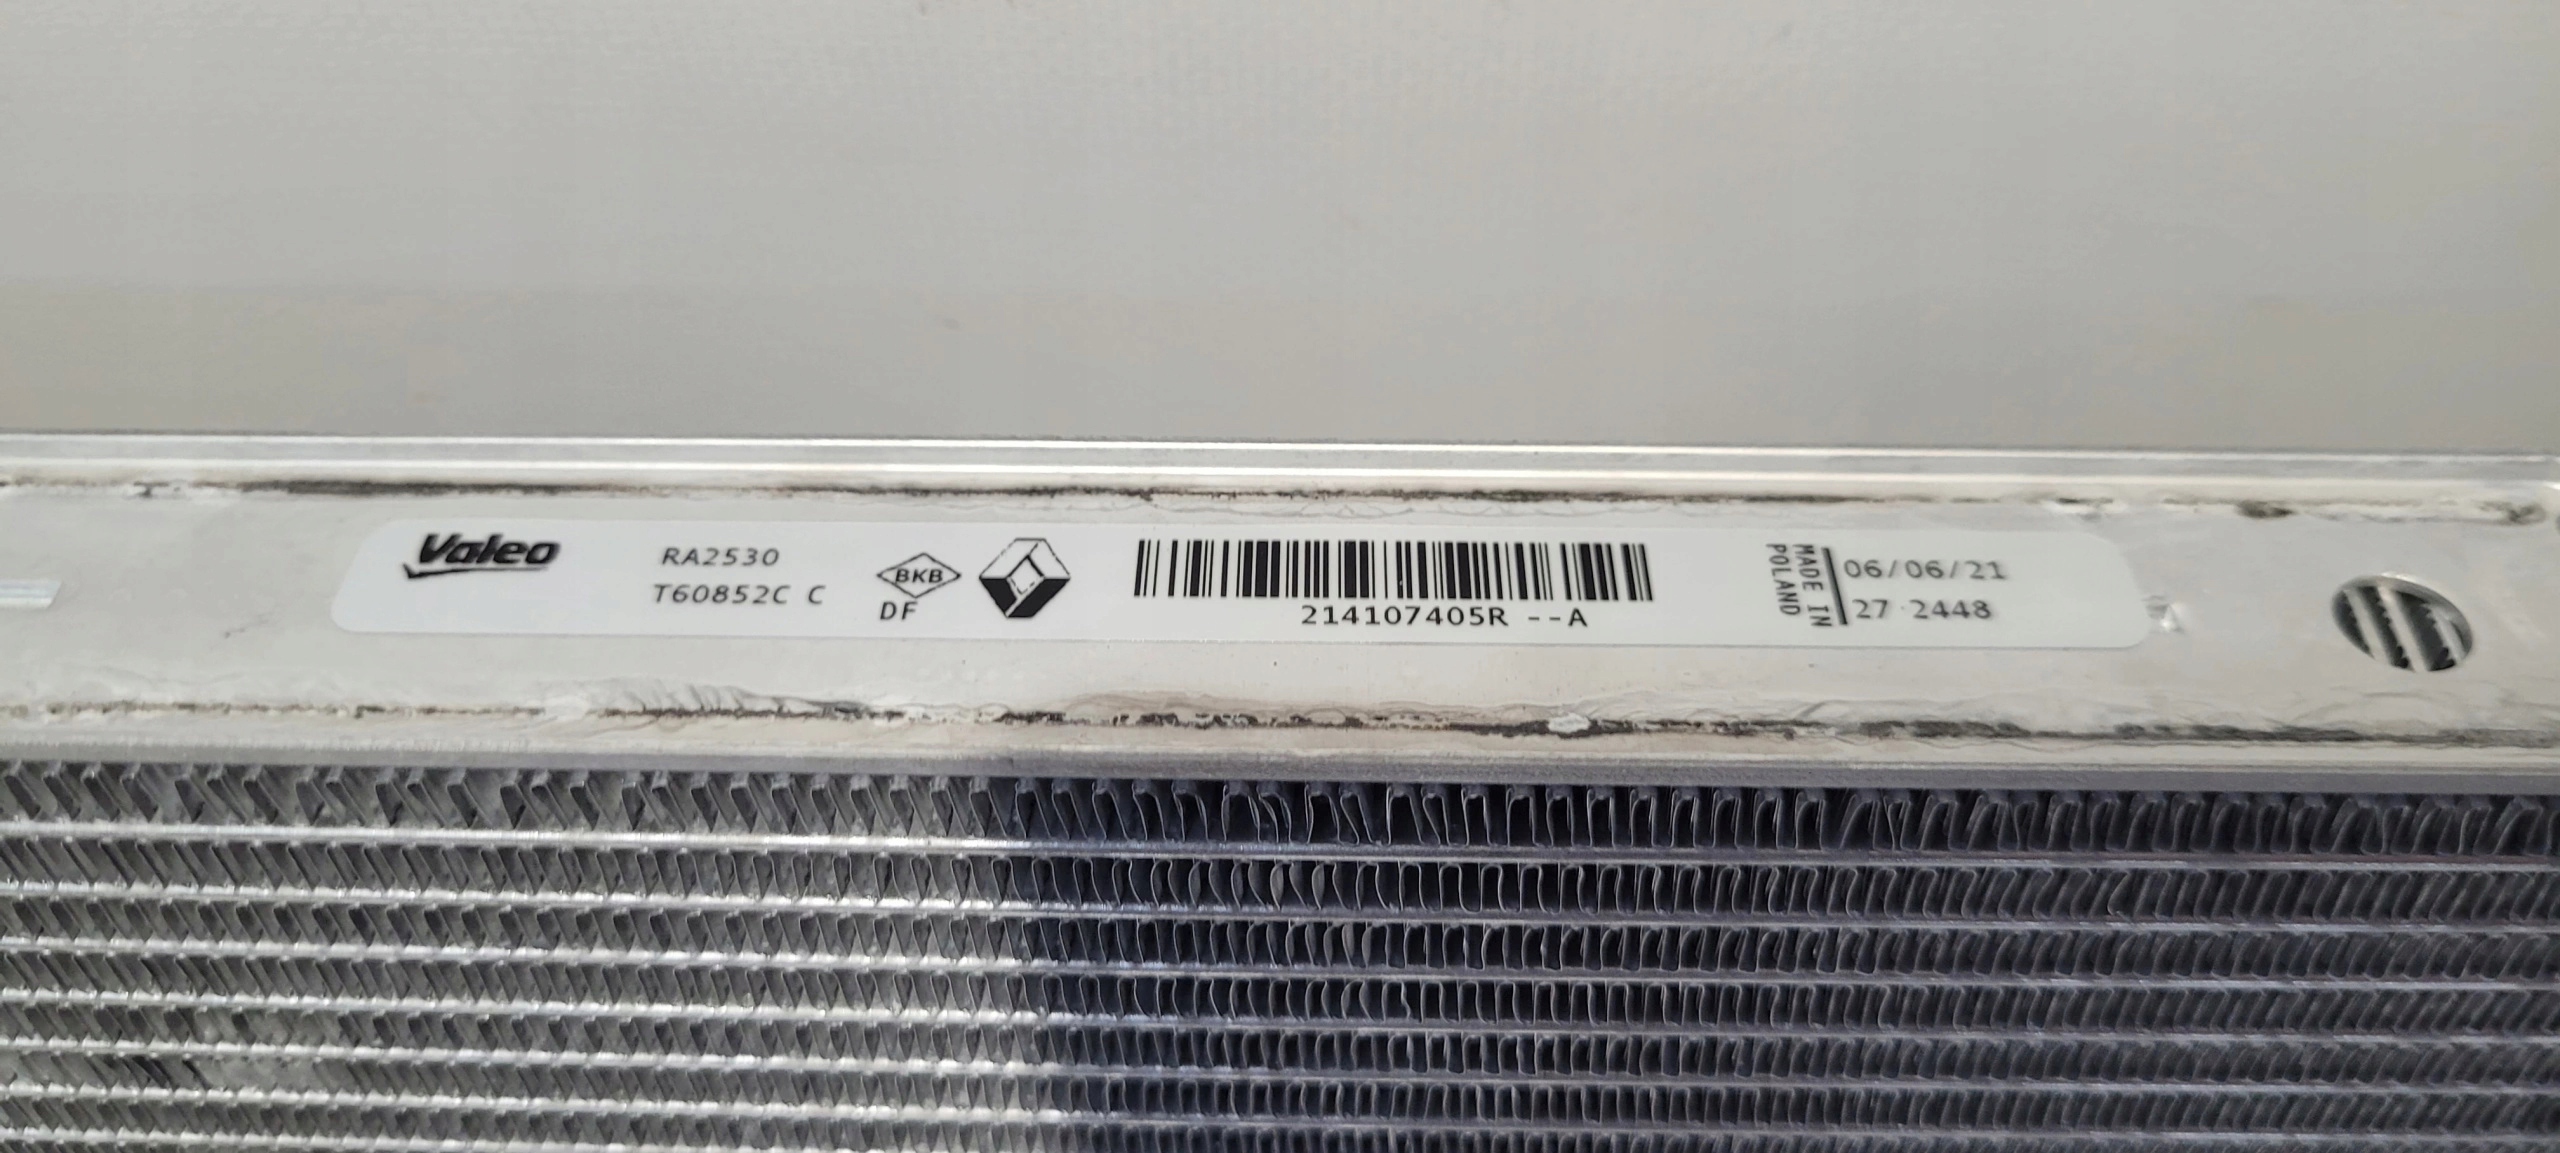 Valeo
RA2530
T60852C C
BKB
DF
214107405R --A
MADE IN
POLAND
06/06/21
27 2448